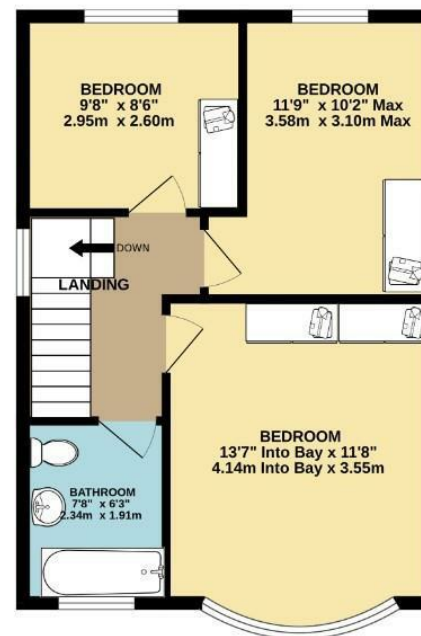 BEDROOM
9'8" x 8'6"
2.95m x 2.60m
BEDROOM
11'9" x 10'2" Max
3.58m x 3.10m Max
DOWN
LANDING
BEDROOM
13'7" Into Bay x 11'8"
4.14m Into Bay x 3.55m
BATHROOM
7'8" x 6'3"
2.34m x 1.91m